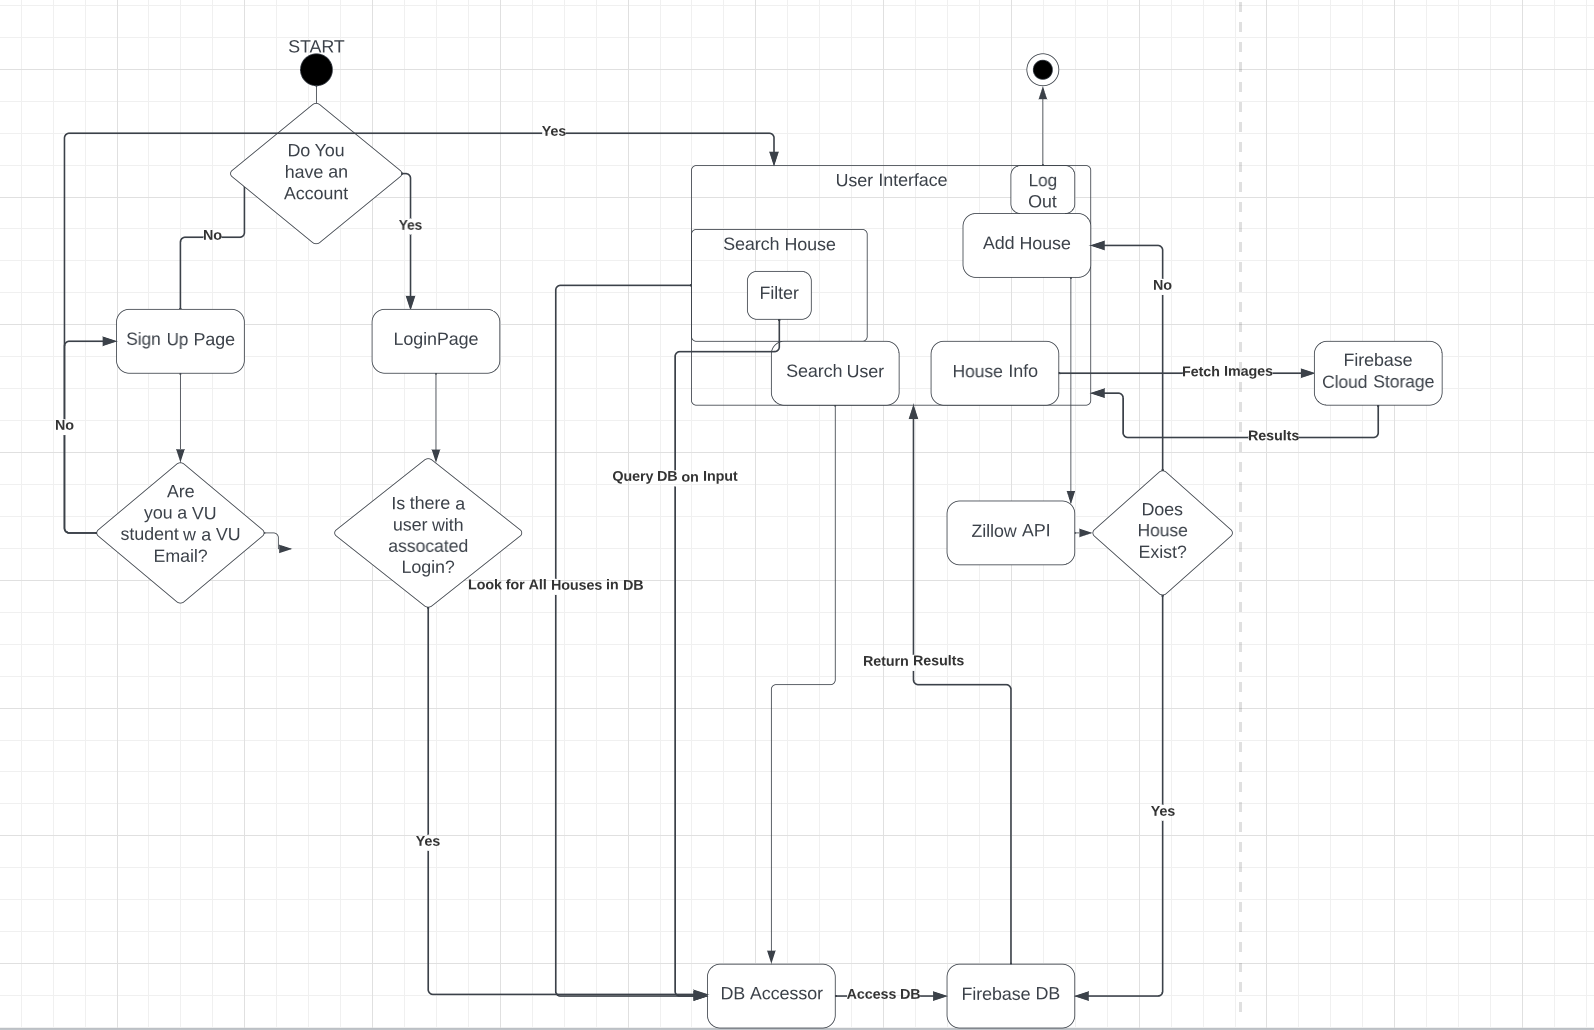 START
Do You
have an
Account
Yes
User Interface
Log
Out
Search House
Add House
Filter
No
Yes
No
Sign Up Page
LoginPage
Search User
House Info
Fetch Images
Firebase
Cloud Storage
Results
No
Query DB on Input
Are
you a VU
student w a VU
Email?
Is there a
user with
assocated
Login?
Look for All Houses in DB
Zillow API
Does
House
Exist?
Return Results
Yes
Yes
DB Accessor
Access DB
Firebase DB